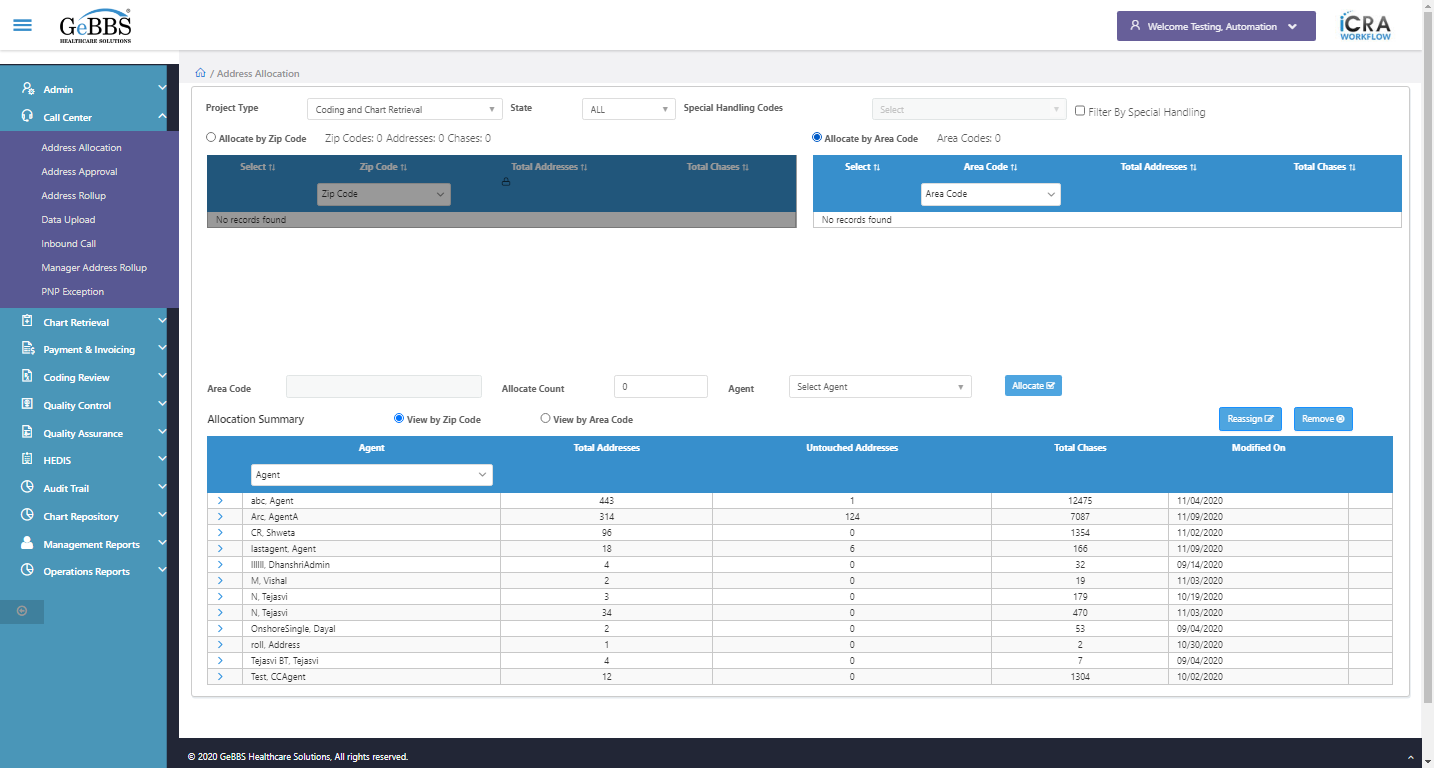 GeBBS
HEALTHCARE SOLUTIONS
Welcome Testing, Automation
iCRA
WORKFLOW
/ Address Allocation
Admin
Call Center
Address Allocation
Address Approval
Address Rollup
Data Upload
Inbound Call
Manager Address Rollup
PNP Exception
Chart Retrieval
Payment & Invoicing
Coding Review
Quality Control
Quality Assurance
HEDIS
Audit Trail
Chart Repository
Management Reports
Operations Reports
Project Type Coding and Chart Retrieval State ALL Special Handling Codes Select Filter By Special Handling
Allocate by Zip Code Zip Codes: 0 Addresses: 0 Chases: 0 Allocate by Area Code Area Codes: 0
Select Zip Code Total Addresses Total Chases Select Area Code Total Addresses Total Chases
Zip Code Area Code
No records found No records found
Area Code Allocate Count 0 Agent Select Agent Allocate
Allocation Summary View by Zip Code View by Area Code Reassign Remove
Agent Total Addresses Untouched Addresses Total Chases Modified On
Agent
abc, Agent 443 1 12475 11/04/2020
Arc, AgentA 314 124 7087 11/09/2020
CR, Shweta 96 0 1354 11/02/2020
lastagent, Agent 18 6 166 11/09/2020
llllll, DhanshriAdmin 4 0 32 09/14/2020
M, Vishal 2 0 19 11/03/2020
N, Tejasvi 3 0 179 10/19/2020
N, Tejasvi 34 0 470 11/03/2020
OnshoreSingle, Dayal 2 0 53 09/04/2020
roll, Address 1 0 2 10/30/2020
Tejasvi BT, Tejasvi 4 0 7 09/04/2020
Test, CCAgent 12 0 1304 10/02/2020
© 2020 GeBBS Healthcare Solutions, All rights reserved.